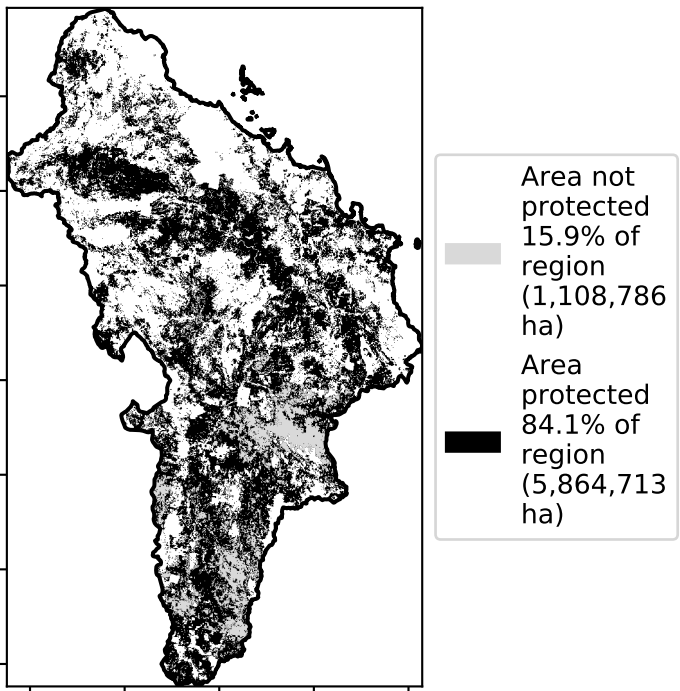 Area not
protected
15.9% of
region
(1,108,786
ha)
Area
protected
84.1% of
region
(5,864,713
ha)